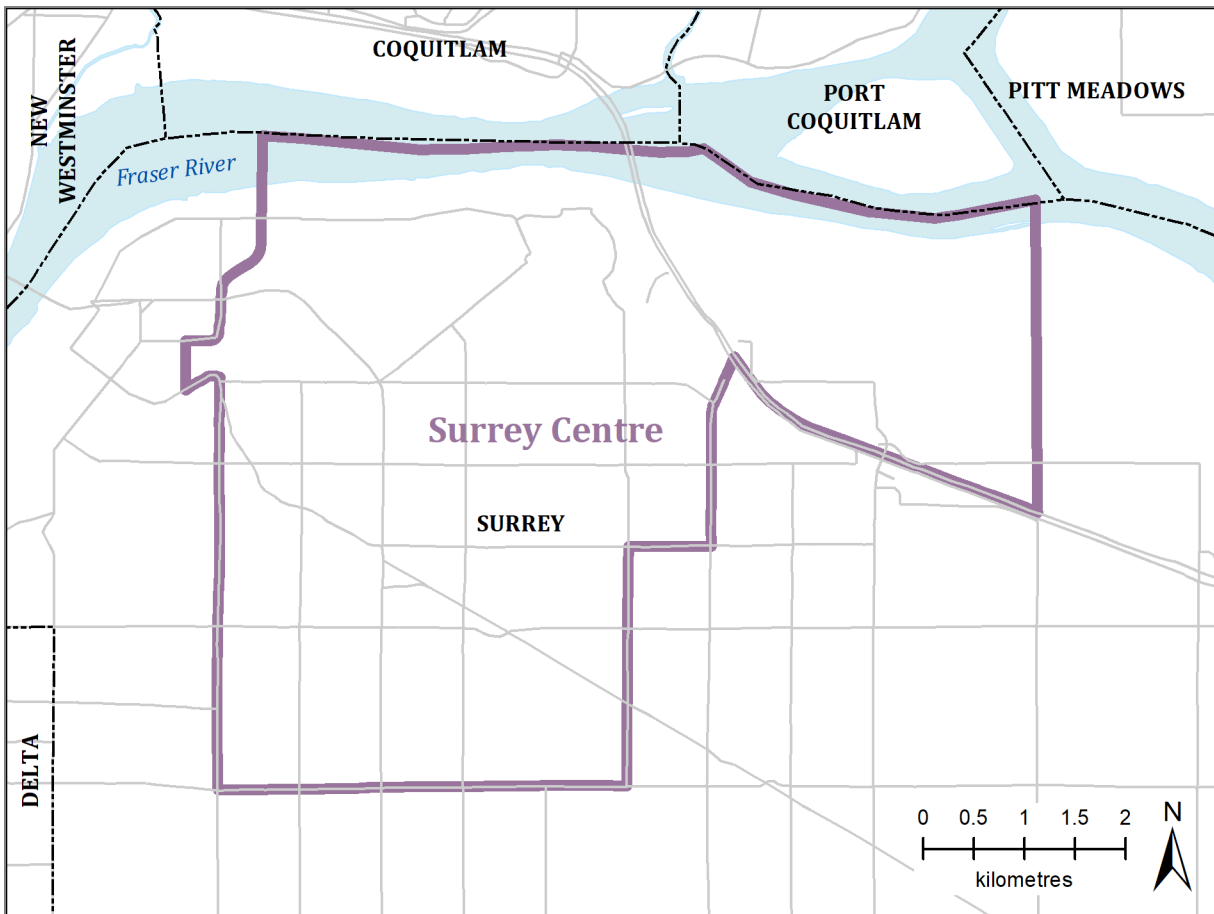 COQUITLAM
NEW
WESTMINSTER
PORT
COQUITLAM
PITT MEADOWS
Fraser River
Surrey Centre
SURREY
DELTA
0 0.5 1 1.5 2
kilometres
N